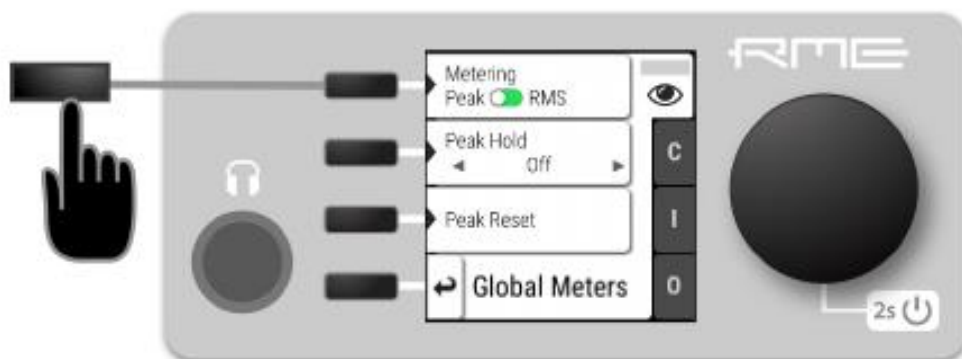 RME
Metering
Peak RMS
Peak Hold
Off
Peak Reset
Global Meters
C
I
O
2s